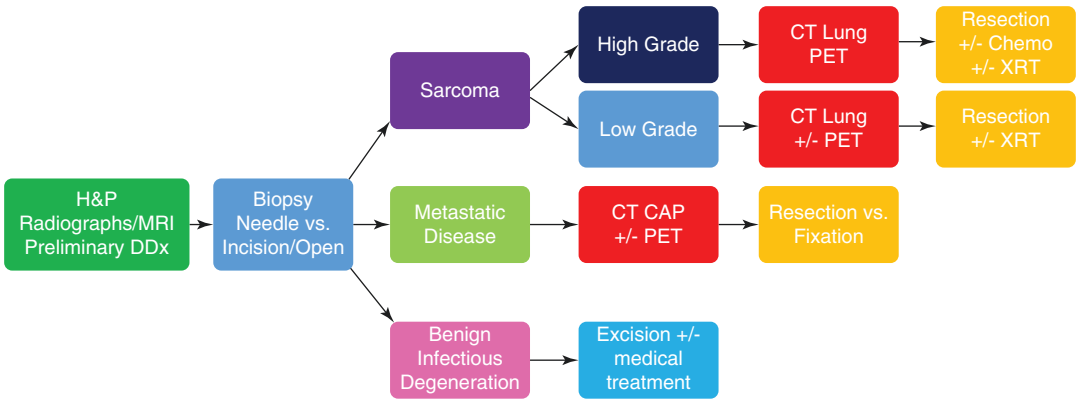 H&P
Radiographs/MRI
Preliminary DDx
Biopsy
Needle vs.
Incision/Open
Sarcoma
High Grade
CT Lung
PET
Resection
+/- Chemo
+/- XRT
Low Grade
CT Lung
+/- PET
Resection
+/- XRT
Metastatic
Disease
CT CAP
+/- PET
Resection vs.
Fixation
Benign
Infectious
Degeneration
Excision +/-
medical
treatment